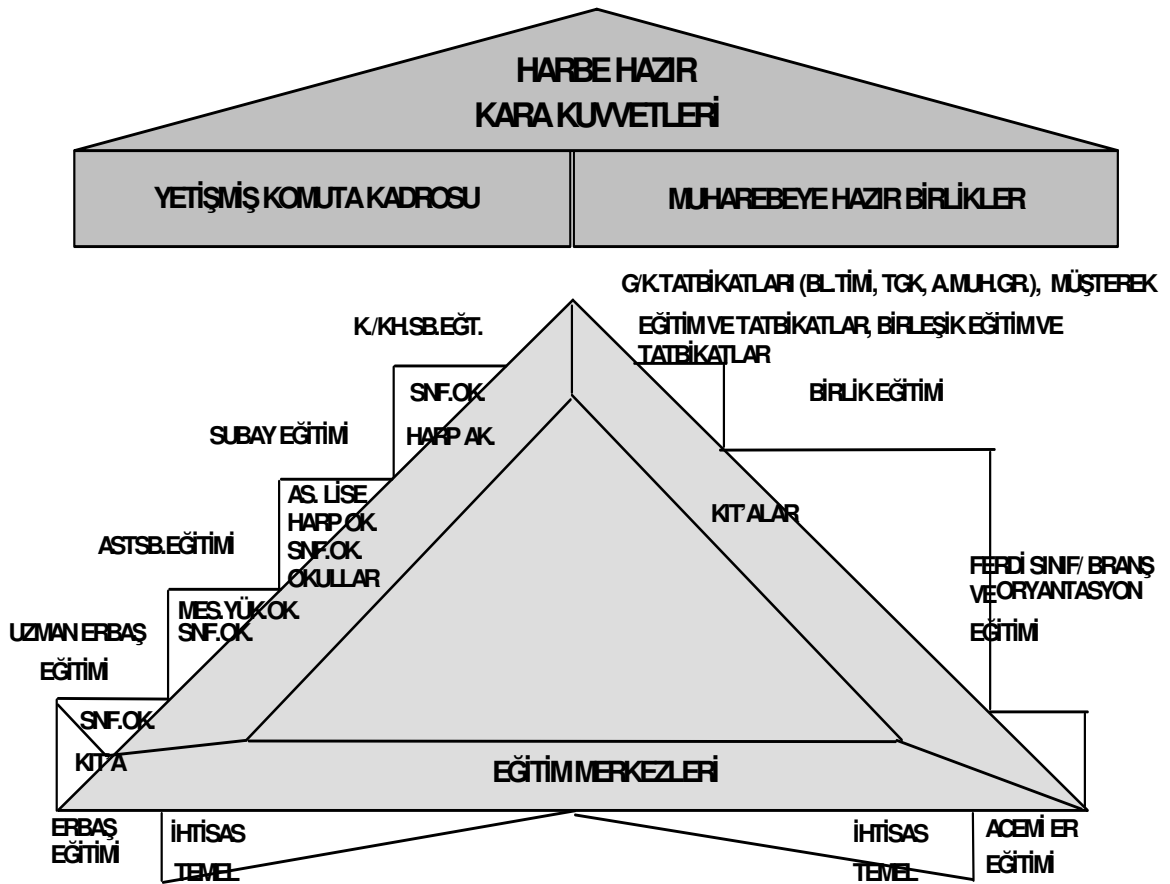 HARBE HAZIR
KARA KUVVETLERİ
YETİŞMİŞ KOMUTA KADROSU
MUHAREBEYE HAZIR BİRLİKLER
G/K.TATBİKATLARI (BL.TİMİ, TGK, A.MUH.GR.), MÜŞTEREK
EĞİTİM VE TATBİKATLAR, BİRLEŞİK EĞİTİM VE
TATBİKATLAR
K./KH.SB.EĞT.
SNF.OK.
HARP AK.
BİRLİK EĞİTİMİ
SUBAY EĞİTİMİ
AS. LİSE
HARP.OK.
SNF.OK.
OKULLAR
KIT'ALAR
ASTSB.EĞİTİMİ
FERDİ SINIF/ BRANŞ
VE ORYANTASYON
EĞİTİMİ
MES.YÜK.OK.
SNF.OK.
UZMAN ERBAŞ
EĞİTİMİ
SNF.OK.
KIT'A
EĞİTİM MERKEZLERİ
ERBAŞ
EĞİTİMİ
İHTİSAS
TEMEL
İHTİSAS
TEMEL
ACEMİ ER
EĞİTİMİ